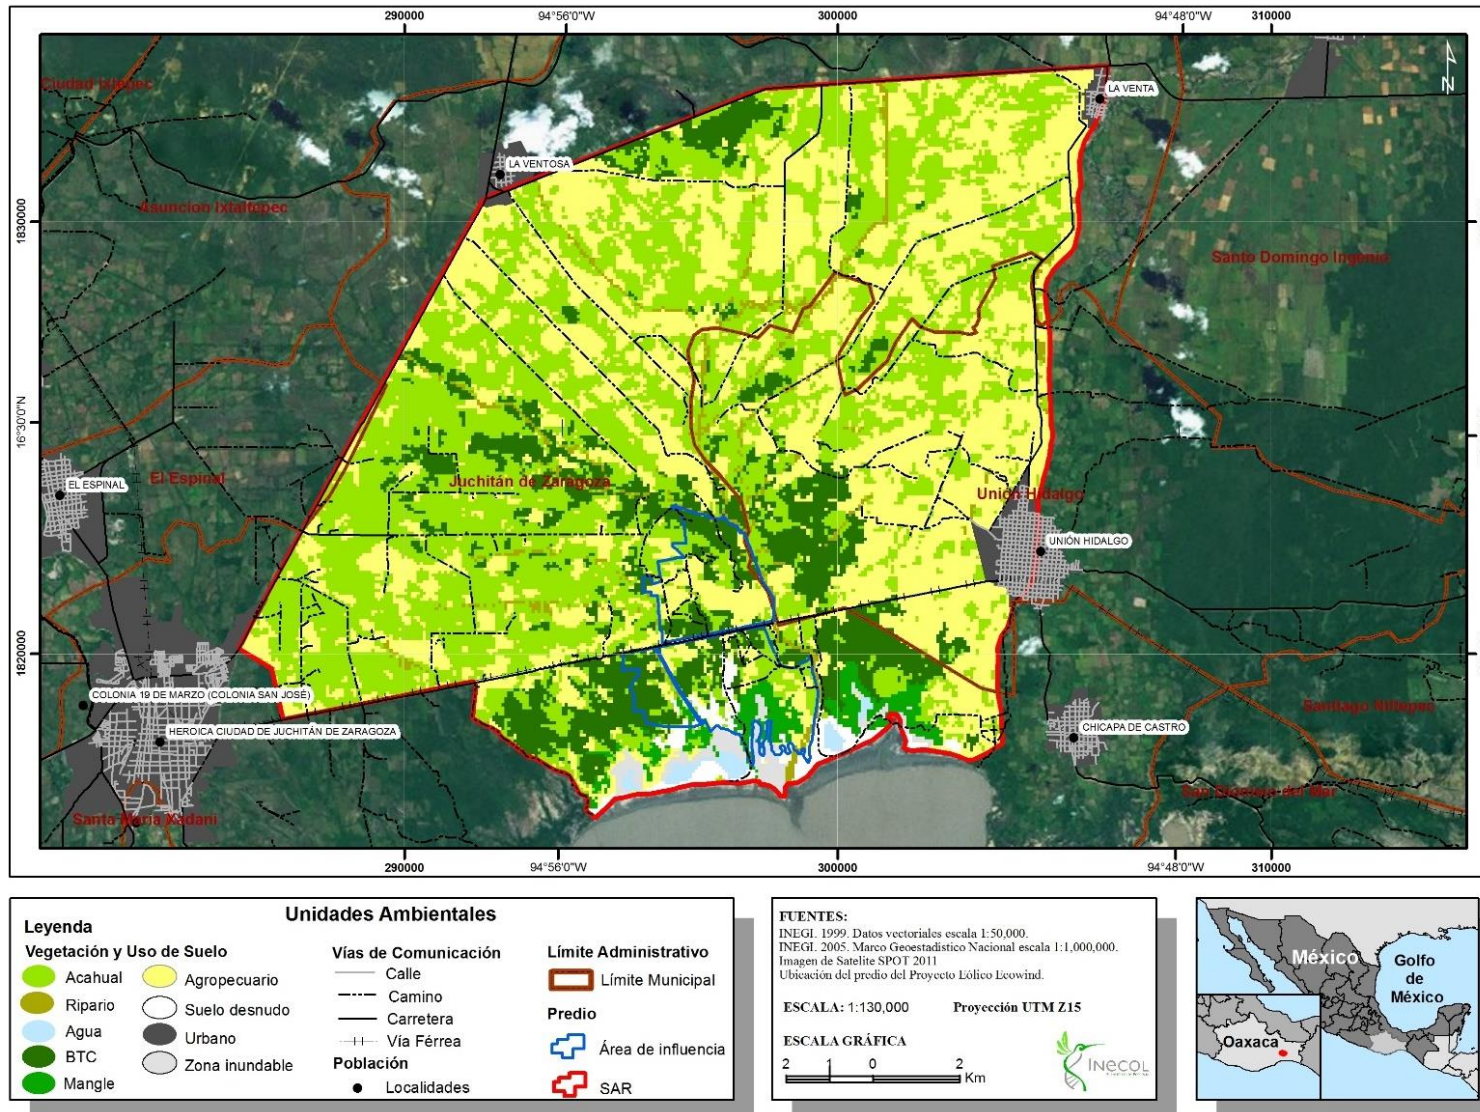 290000
94°56'0"W
300000
94°48'0"W
310000
Ciudad Ixtepec
LA VENTA
LA VENTOSA
Asuncion Ixtaltepec
1830000
Santo Domingo Ingenio
16°30'0"N
EL ESPINAL
El Espinal
Juchitán de Zaragoza
Unión Hidalgo
UNIÓN HIDALGO
1820000
COLONIA 19 DE MARZO (COLONIA SAN JOSÉ)
HEROICA CIUDAD DE JUCHITÁN DE ZARAGOZA
Santiago Niltepec
CHICAPA DE CASTRO
San Dionisio del Mar
Santa María Xadani
290000
94°56'0"W
300000
94°48'0"W
310000
Unidades Ambientales
Leyenda
Vegetación y Uso de Suelo
Acahual
Ripario
Agua
BTC
Mangle
Agropecuario
Suelo desnudo
Urbano
Zona inundable
Vías de Comunicación
Calle
Camino
Carretera
Vía Férrea
Población
Localidades
Límite Administrativo
Límite Municipal
Predio
Área de influencia
SAR
FUENTES:
INEGI. 1999. Datos vectoriales escala 1:50,000.
INEGI. 2005. Marco Geoestadístico Nacional escala 1:1,000,000.
Imagen de Satelite SPOT 2011
Ubicación del predio del Proyecto Eólico Ecowind.
ESCALA: 1:130,000 Proyección UTM Z15
ESCALA GRÁFICA
2 1 0 2
Km
INECOL
México
Golfo
de
México
Oaxaca